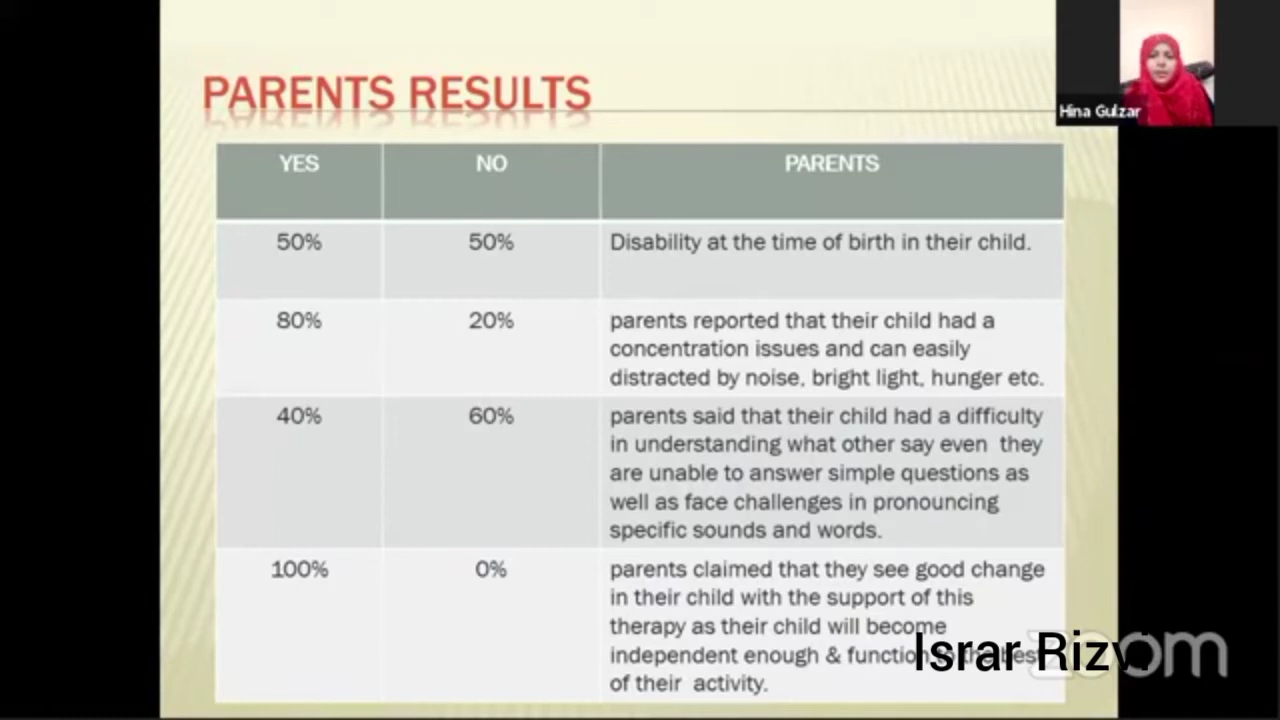 PARENTS RESULTS
Hina Gulzar
YES NO PARENTS
50% 50% Disability at the time of birth in their child.
80% 20% parents reported that their child had a
concentration issues and can easily
distracted by noise, bright light, hunger etc.
40% 60% parents said that their child had a difficulty
in understanding what other say even they
are unable to answer simple questions as
well as face challenges in pronouncing
specific sounds and words.
100% 0% parents claimed that they see good change
in their child with the support of this
therapy as their child will become
independent enough & function to the best
of their activity.
Israr Rizvi
zoom